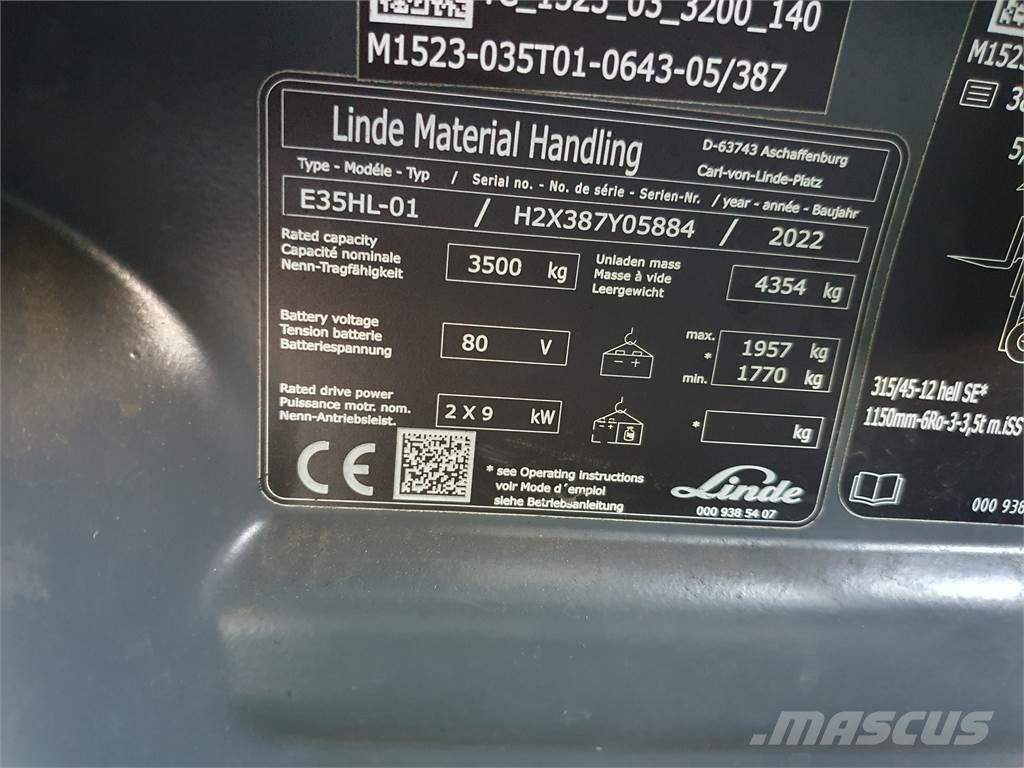 _1523_03_3200_140
M1523-035T01-0643-05/387
Linde Material Handling
D-63743 Aschaffenburg
Carl-von-Linde-Platz
Type - Modéle - Typ / Serial no. - No. de série - Serien-Nr. / year - année - Baujahr
E35HL-01 / H2X387Y05884 / 2022
Rated capacity
Capacité nominale
Nenn-Tragfähigkeit
3500 kg
Unladen mass
Masse à vide
Leergewicht
4354 kg
Battery voltage
Tension batterie
Batteriespannung
80 V
- +
max. 1957 kg
*
min. 1770 kg
Rated drive power
Puissance motr. nom.
Nenn-Antriebsleist.
2 X 9 kW
* kg
CE
* see Operating instructions
voir Mode d´emploi
siehe Betriebsanleitung
Linde
000 938 54 07
M152
315/45-12 hell SE*
1150mm-6Ro-3-3,5t m.iSS
000 938
MASCUS